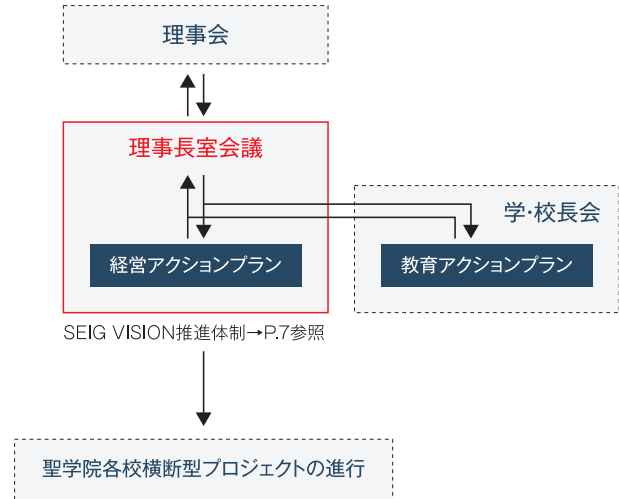 理事会
理事長室会議
学・校長会
経営アクションプラン
教育アクションプラン
SEIG VISION推進体制→P.7参照
聖学院各校横断型プロジェクトの進行